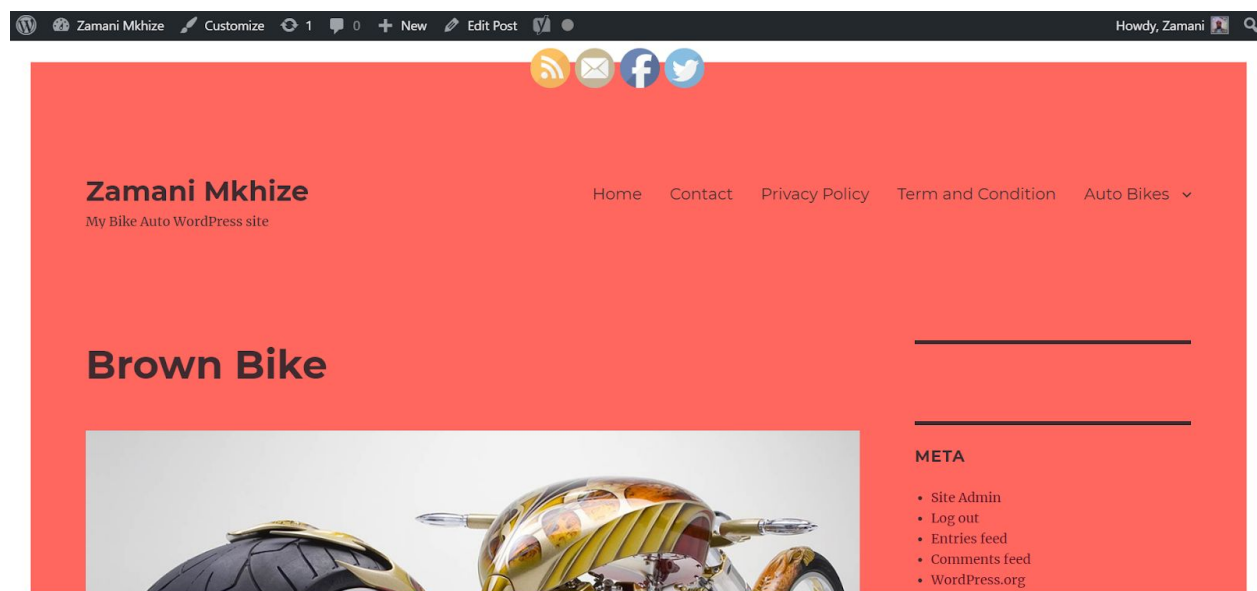 Zamani Mkhize Customize 1 0 New Edit Post Howdy, Zamani
Zamani Mkhize
My Bike Auto WordPress site
Home Contact Privacy Policy Term and Condition Auto Bikes
Brown Bike
META
Site Admin
Log out
Entries feed
Comments feed
WordPress.org